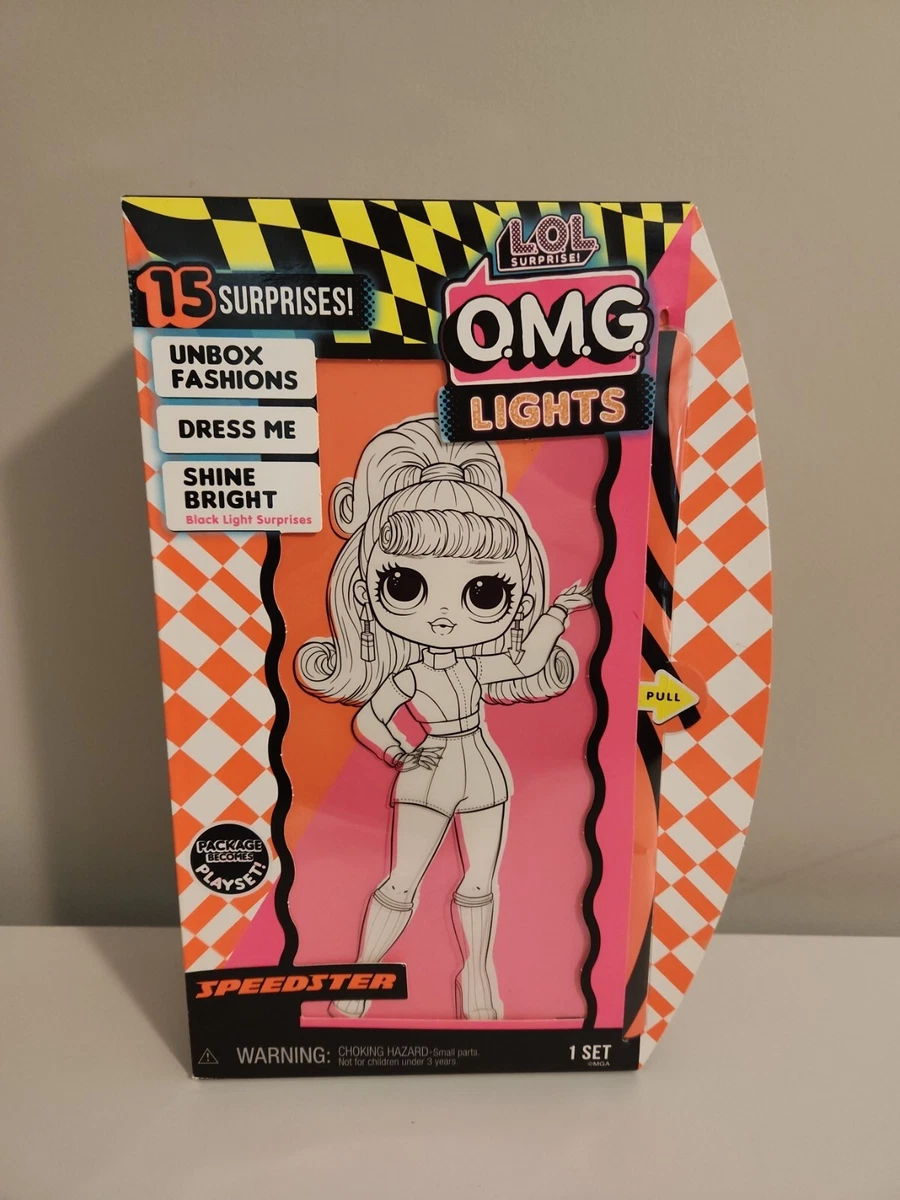 L.O.L.
SURPRISE!
O.M.G.
™
LIGHTS
15 SURPRISES!
UNBOX
FASHIONS
DRESS ME
SHINE
BRIGHT
Black Light Surprises
PULL
PACKAGE
BECOMES
PLAYSET!
SPEEDSTER
WARNING: CHOKING HAZARD-Small parts.
Not for children under 3 years.
1 SET
©MGA